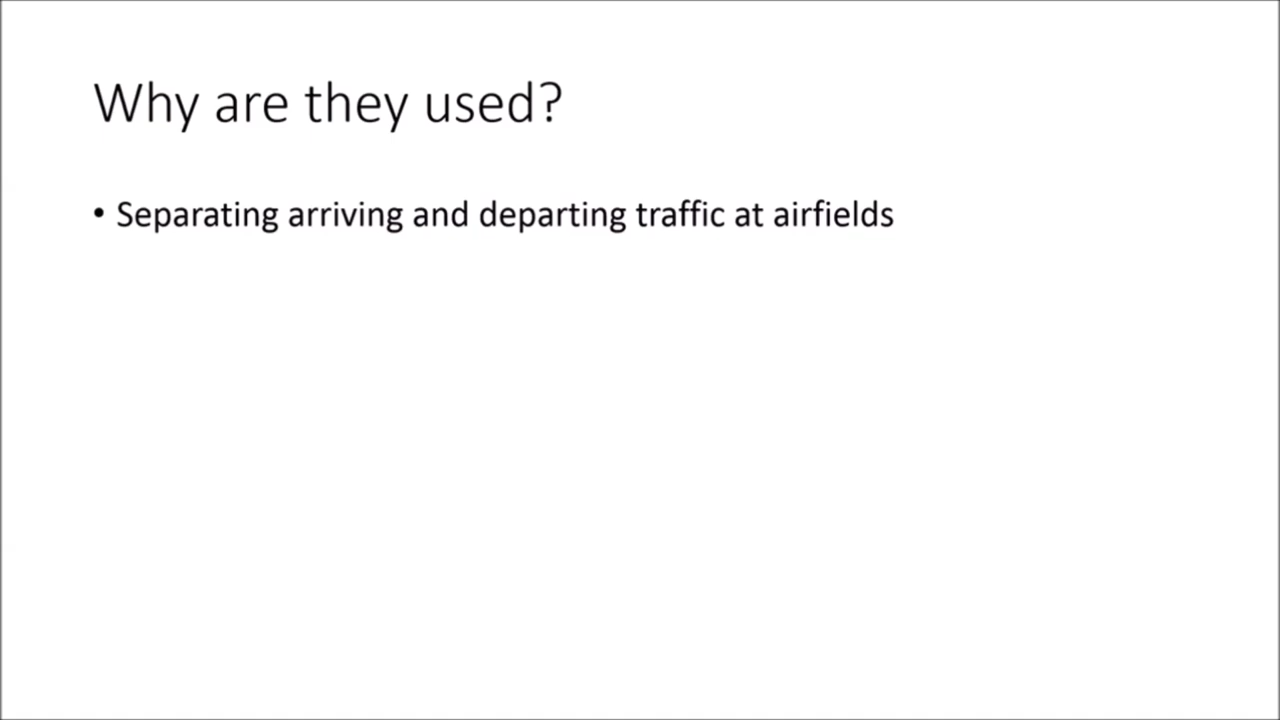 Why are they used?
• Separating arriving and departing traffic at airfields